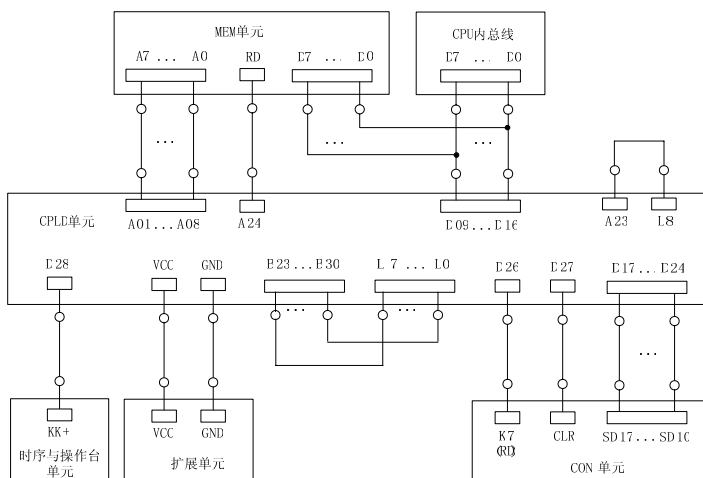 MEM单元
CPU内总线
A7 ... A0
RD
D7 ... D0
D7 ... D0
...
...
...
CPLD单元
A01...A08
A24
D09...D16
A23
L8
D28
VCC
GND
B23...B30
L7 ... L0
D26
D27
D17...D24
...
...
...
KK+
时序与操作台
单元
VCC
GND
扩展单元
K7
(RD)
CLR
SD17...SD10
CON 单元